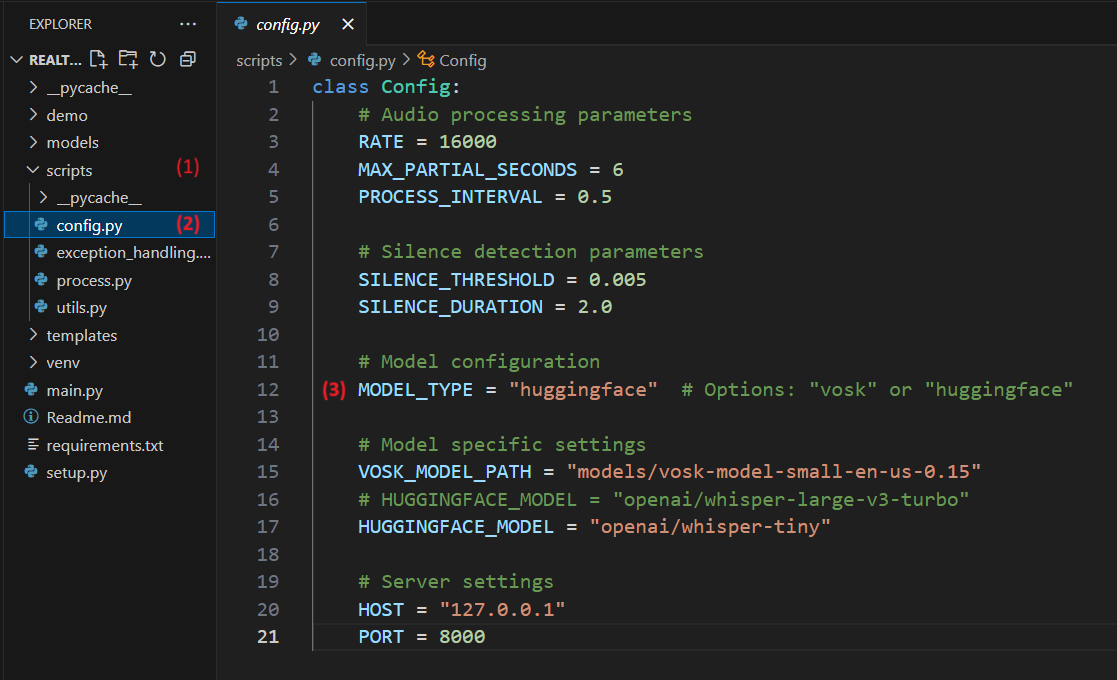 EXPLORER ...
REALT...
__pycache__
demo
models
scripts (1)
__pycache__
config.py (2)
exception_handling....
process.py
utils.py
templates
venv
main.py
Readme.md
requirements.txt
setup.py
config.py
scripts > config.py > Config
1 class Config:
2 # Audio processing parameters
3 RATE = 16000
4 MAX_PARTIAL_SECONDS = 6
5 PROCESS_INTERVAL = 0.5
6
7 # Silence detection parameters
8 SILENCE_THRESHOLD = 0.005
9 SILENCE_DURATION = 2.0
10
11 # Model configuration
12 (3) MODEL_TYPE = "huggingface" # Options: "vosk" or "huggingface"
13
14 # Model specific settings
15 VOSK_MODEL_PATH = "models/vosk-model-small-en-us-0.15"
16 # HUGGINGFACE_MODEL = "openai/whisper-large-v3-turbo"
17 HUGGINGFACE_MODEL = "openai/whisper-tiny"
18
19 # Server settings
20 HOST = "127.0.0.1"
21 PORT = 8000